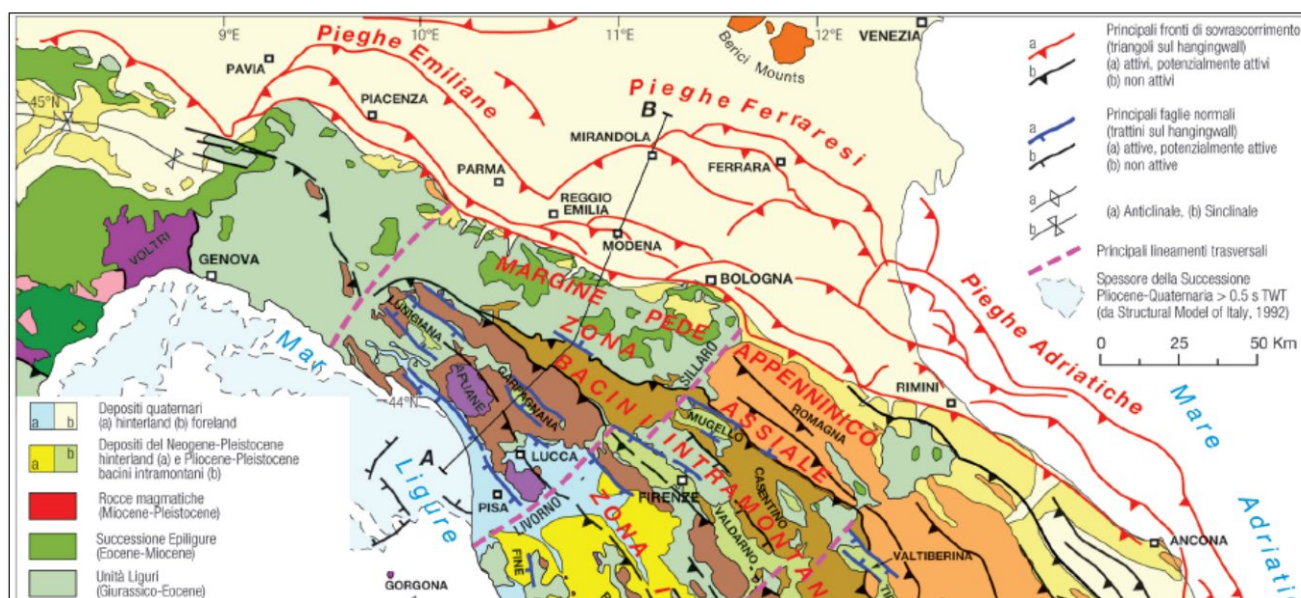 9°E
10°E
11°E
12°E
VENEZIA
Berici Mounts
PAVIA
Pieghe Emiliane
45°N
PIACENZA
Pieghe Ferraresi
B
MIRANDOLA
FERRARA
PARMA
REGGIO
EMILIA
MODENA
VOLTRI
GENOVA
BOLOGNA
MARGINE
PEDE
APPENNINICO
ZONA
ASSIALE
BACINI INTRAMONTAN
ZONA I
Pieghe Adriatiche
LUNIGIANA
APUANE
GARFAGNANA
SILLARO
MUGELLO
ROMAGNA
RIMINI
Mar
Ligure
44°N
A
LUCCA
PISA
LIVORNO
FIRENZE
CASENTINO
VALDARNO
FINE
VALTIBERINA
ANCONA
GORGONA
Mare
Adriati
a
b
Principali fronti di sovrascorrimento
(triangoli sul hangingwall)
(a) attivi, potenzialmente attivi
(b) non attivi
a
b
Principali faglie normali
(trattini sul hangingwall)
(a) attive, potenzialmente attive
(b) non attive
a
b
(a) Anticlinale, (b) Sinclinale
Principali lineamenti trasversali
Spessore della Successione
Pliocene-Quaternaria > 0.5 s TWT
(da Structural Model of Italy, 1992)
0 25 50 Km
a b
Depositi quaternari
(a) hinterland (b) foreland
a b
Depositi del Neogene-Pleistocene
hinterland (a) e Pliocene-Pleistocene
bacini intramontani (b)
Rocce magmatiche
(Miocene-Pleistocene)
Successione Epiligure
(Eocene-Miocene)
Unità Liguri
(Giurassico-Eocene)